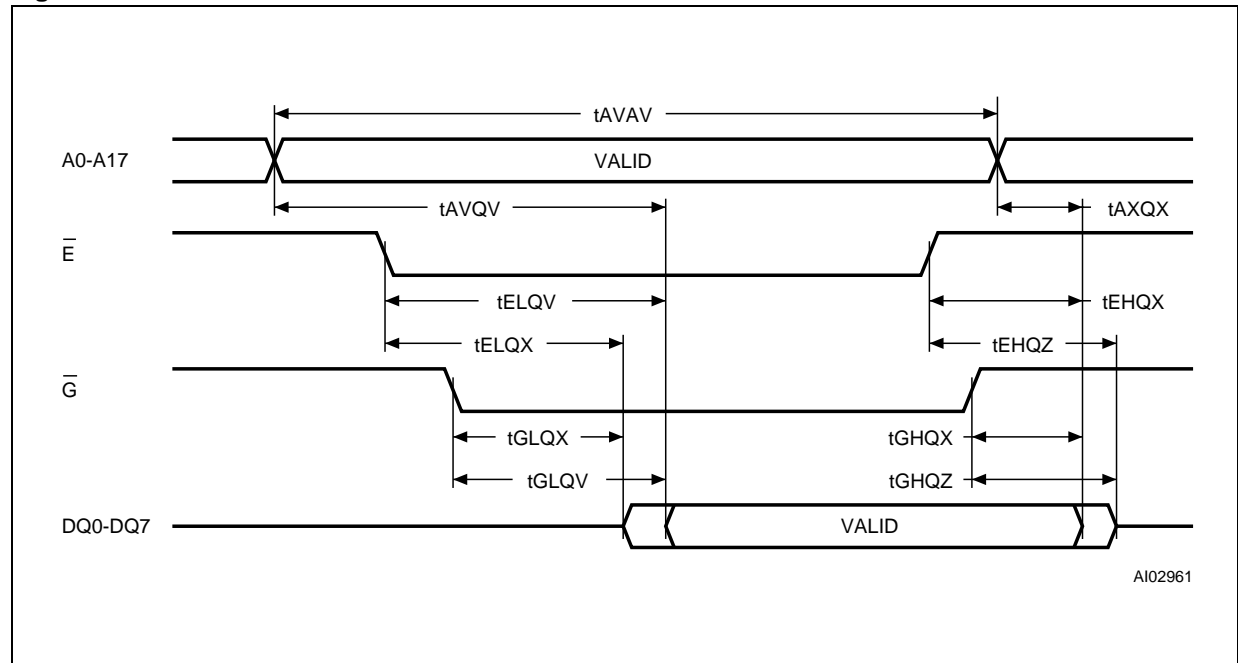 tAVAV
A0-A17
VALID
tAVQV
tAXQX
E
tELQV
tEHQX
tELQX
tEHQZ
G
tGLQX
tGHQX
tGLQV
tGHQZ
DQ0-DQ7
VALID
AI02961